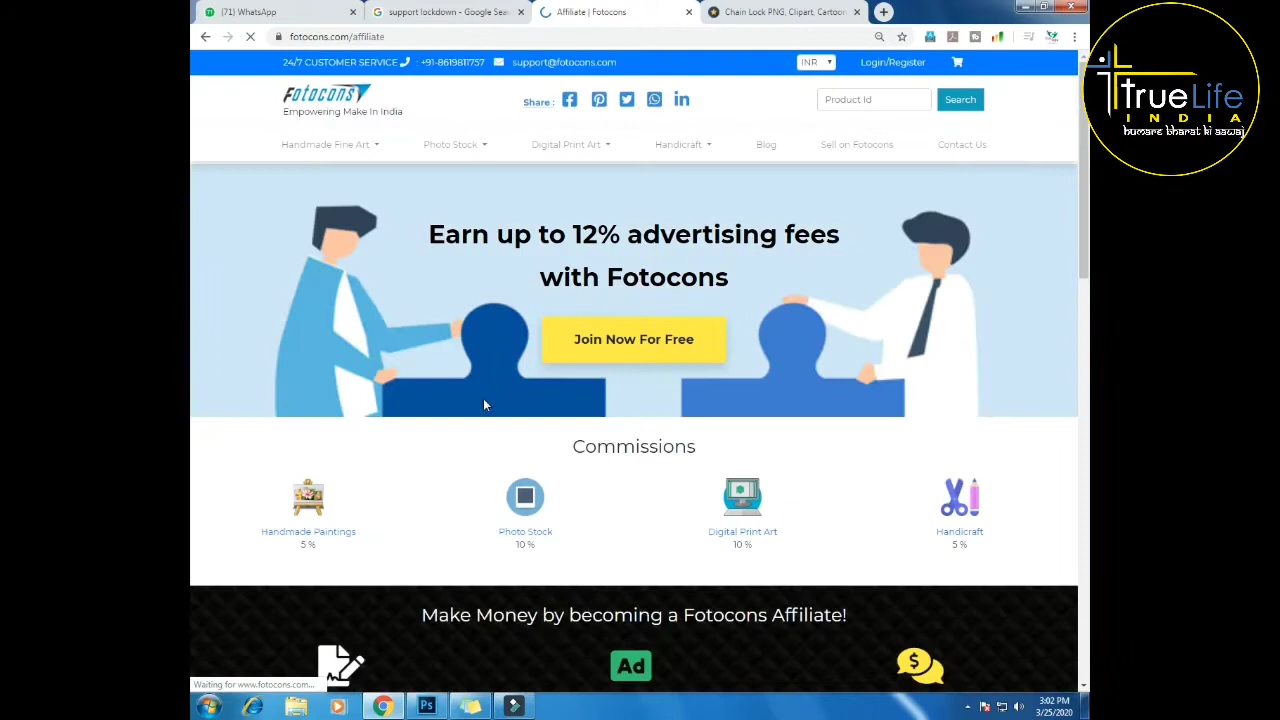 (71) WhatsApp
support lockdown - Google Sea
Affiliate | Fotocons
Chain Lock PNG, Clipart, Cartoon
fotocons.com/affiliate
24/7 CUSTOMER SERVICE : +91-8619811757 support@fotocons.com INR Login/Register
Fotocons
Empowering Make In India
Share :
Product Id
Search
Handmade Fine Art Photo Stock Digital Print Art Handicraft Blog Sell on Fotocons Contact Us
Earn up to 12% advertising fees
with Fotocons
Join Now For Free
Commissions
Handmade Paintings Photo Stock Digital Print Art Handicraft
5 % 10 % 10 % 5 %
Make Money by becoming a Fotocons Affiliate!
Ad
$
Waiting for www.fotocons.com...
Ps
3:02 PM
3/25/2020
trueLife
INDIA
humare bharat ki aawaj